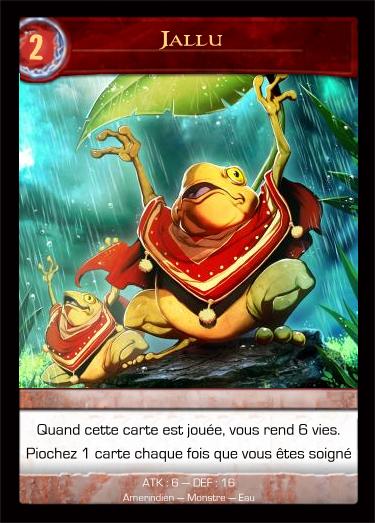 2
Jallu
Quand cette carte est jouée, vous rend 6 vies.
Piochez 1 carte chaque fois que vous êtes soigné
ATK : 6 – DEF : 16
Amerindien – Monstre – Eau